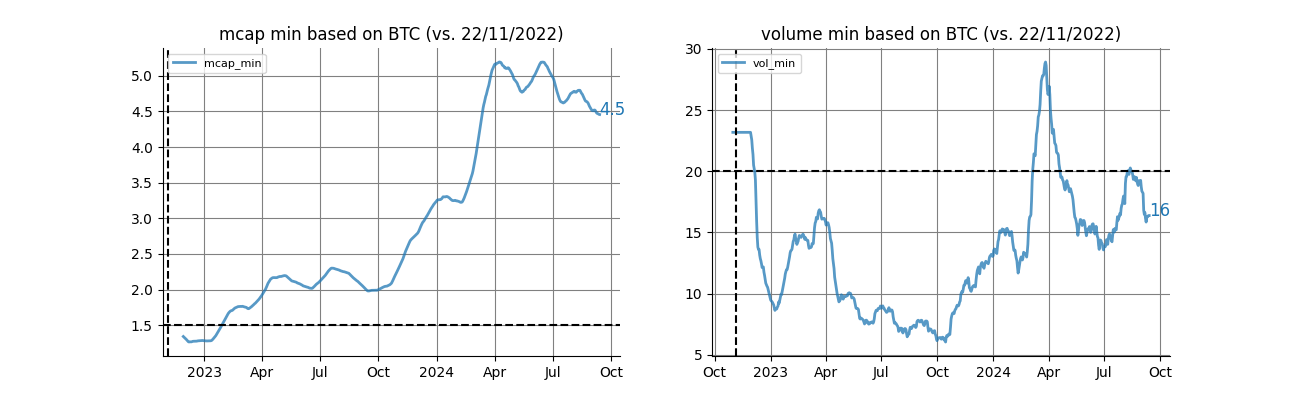 mcap min based on BTC (vs. 22/11/2022)
mcap_min
5.0
4.5
4.0
3.5
3.0
2.5
2.0
1.5
4.5
2023 Apr Jul Oct 2024 Apr Jul Oct
volume min based on BTC (vs. 22/11/2022)
vol_min
30
25
20
15
10
5
16
Oct 2023 Apr Jul Oct 2024 Apr Jul Oct